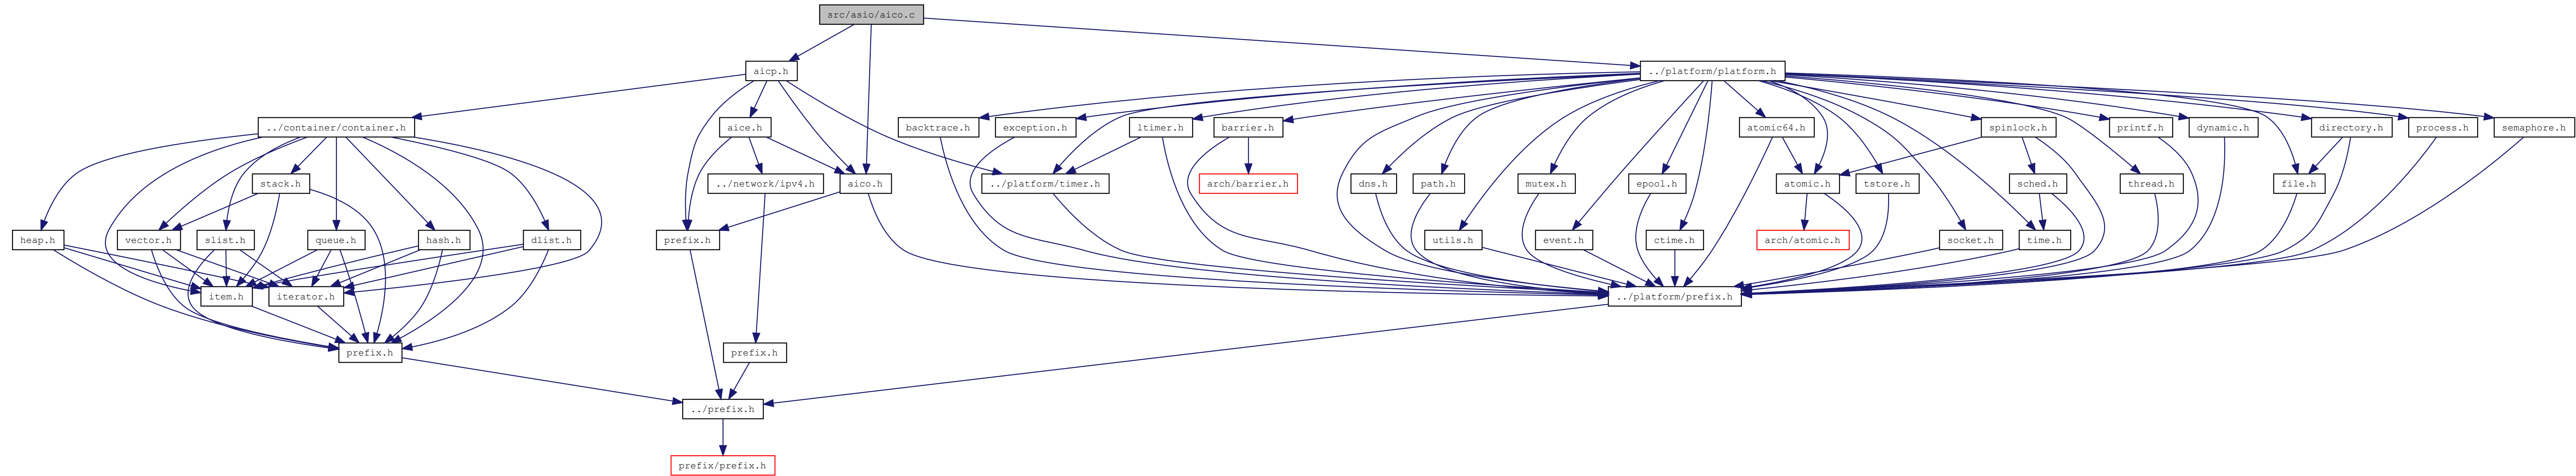 src/asio/aico.c
aicp.h
../platform/platform.h
../container/container.h
aice.h
backtrace.h
exception.h
ltimer.h
barrier.h
atomic64.h
spinlock.h
printf.h
dynamic.h
directory.h
process.h
semaphore.h
stack.h
../network/ipv4.h
aico.h
../platform/timer.h
arch/barrier.h
dns.h
path.h
mutex.h
epool.h
atomic.h
tstore.h
sched.h
thread.h
file.h
heap.h
vector.h
slist.h
queue.h
hash.h
dlist.h
prefix.h
utils.h
event.h
ctime.h
arch/atomic.h
socket.h
time.h
item.h
iterator.h
../platform/prefix.h
prefix.h
prefix.h
../prefix.h
prefix/prefix.h